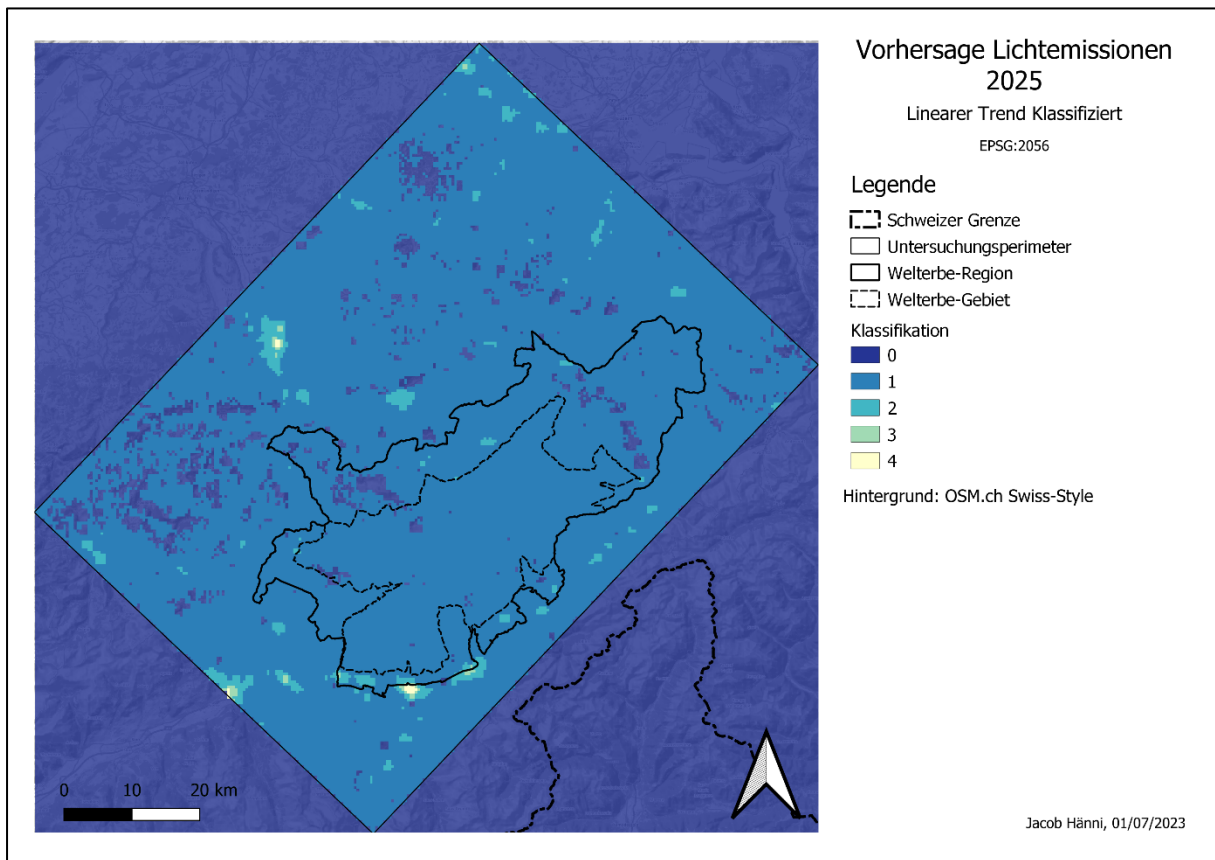 Vorhersage Lichtemissionen
2025
Linearer Trend Klassifiziert
EPSG:2056
Legende
Schweizer Grenze
Untersuchungsperimeter
Welterbe-Region
Welterbe-Gebiet
Klassifikation
0
1
2
3
4
Hintergrund: OSM.ch Swiss-Style
0 10 20 km
Jacob Hänni, 01/07/2023